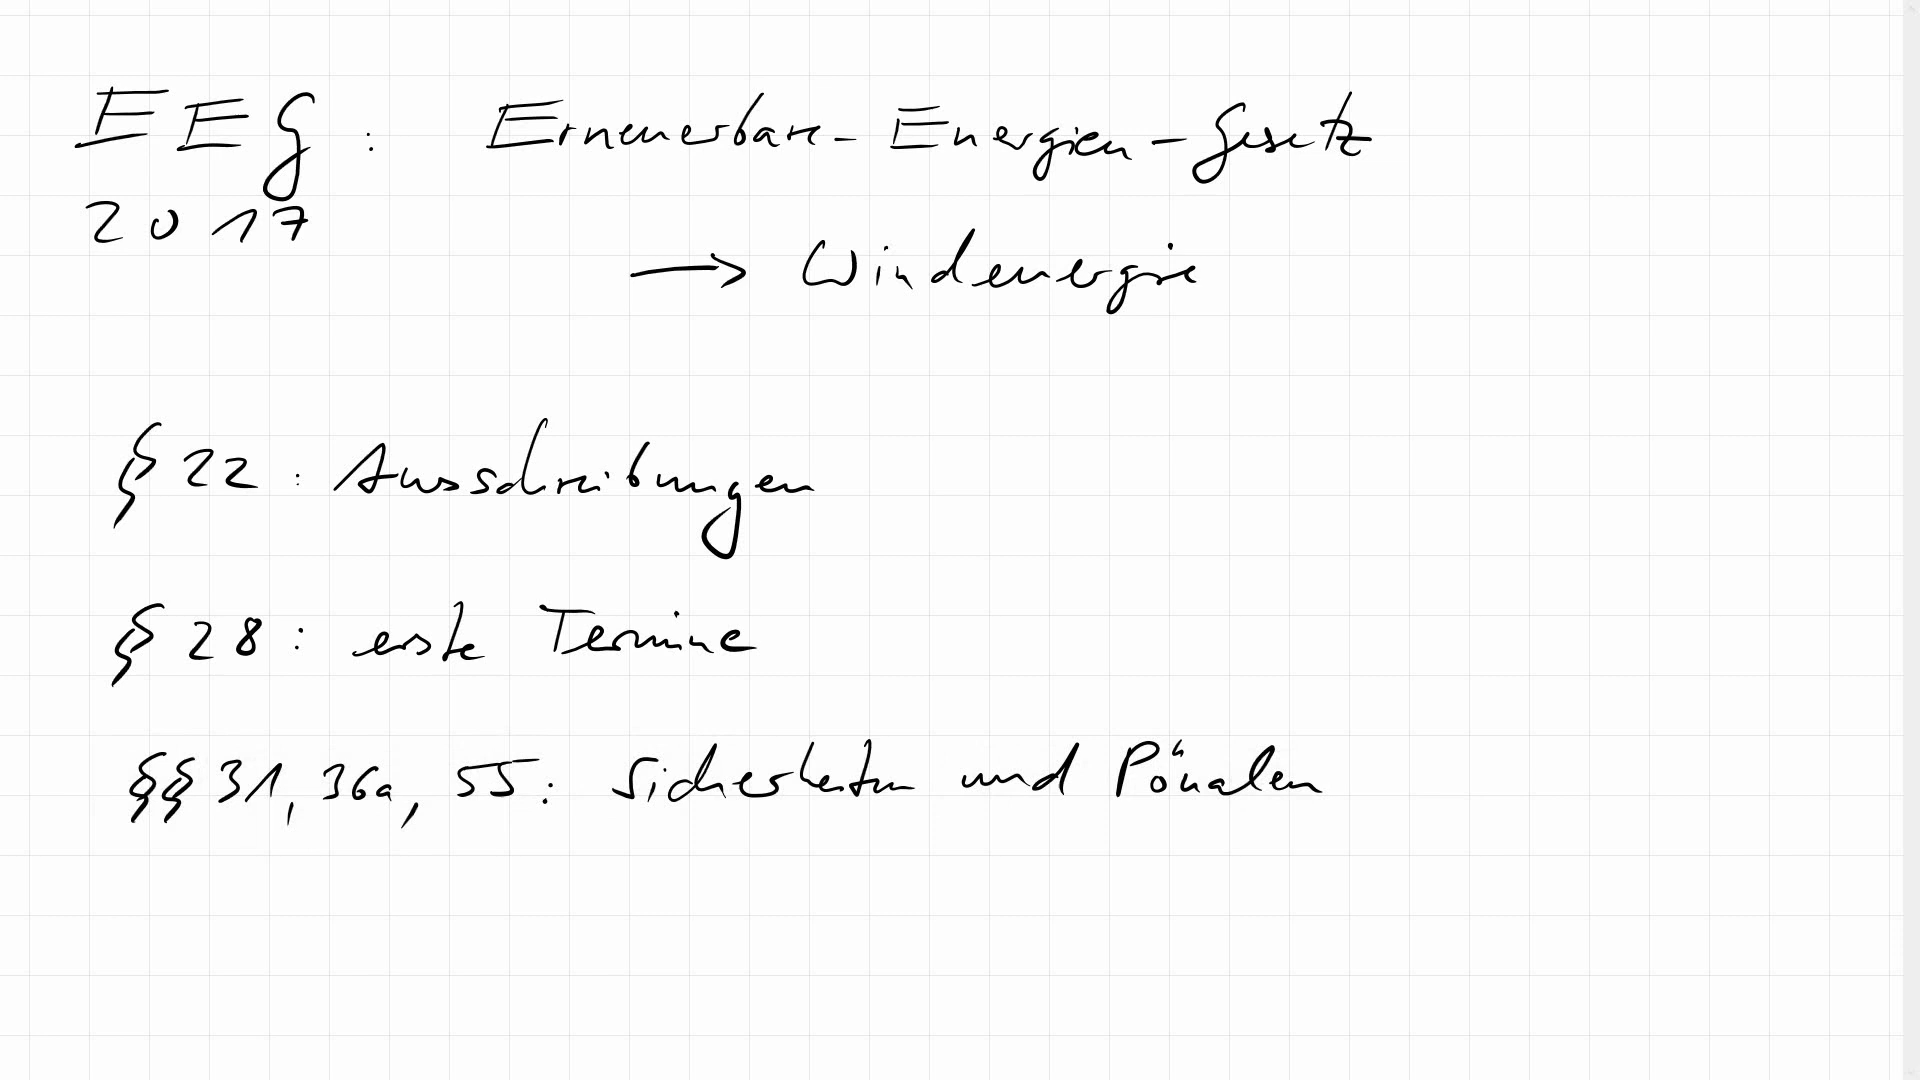 EEG: Erneuerbare-Energien-Gesetz
2017
→ Windenergie
§ 22: Ausschreibungen
§ 28: erste Termine
§§ 31, 36a, 55: Sicherheiten und Pönalen